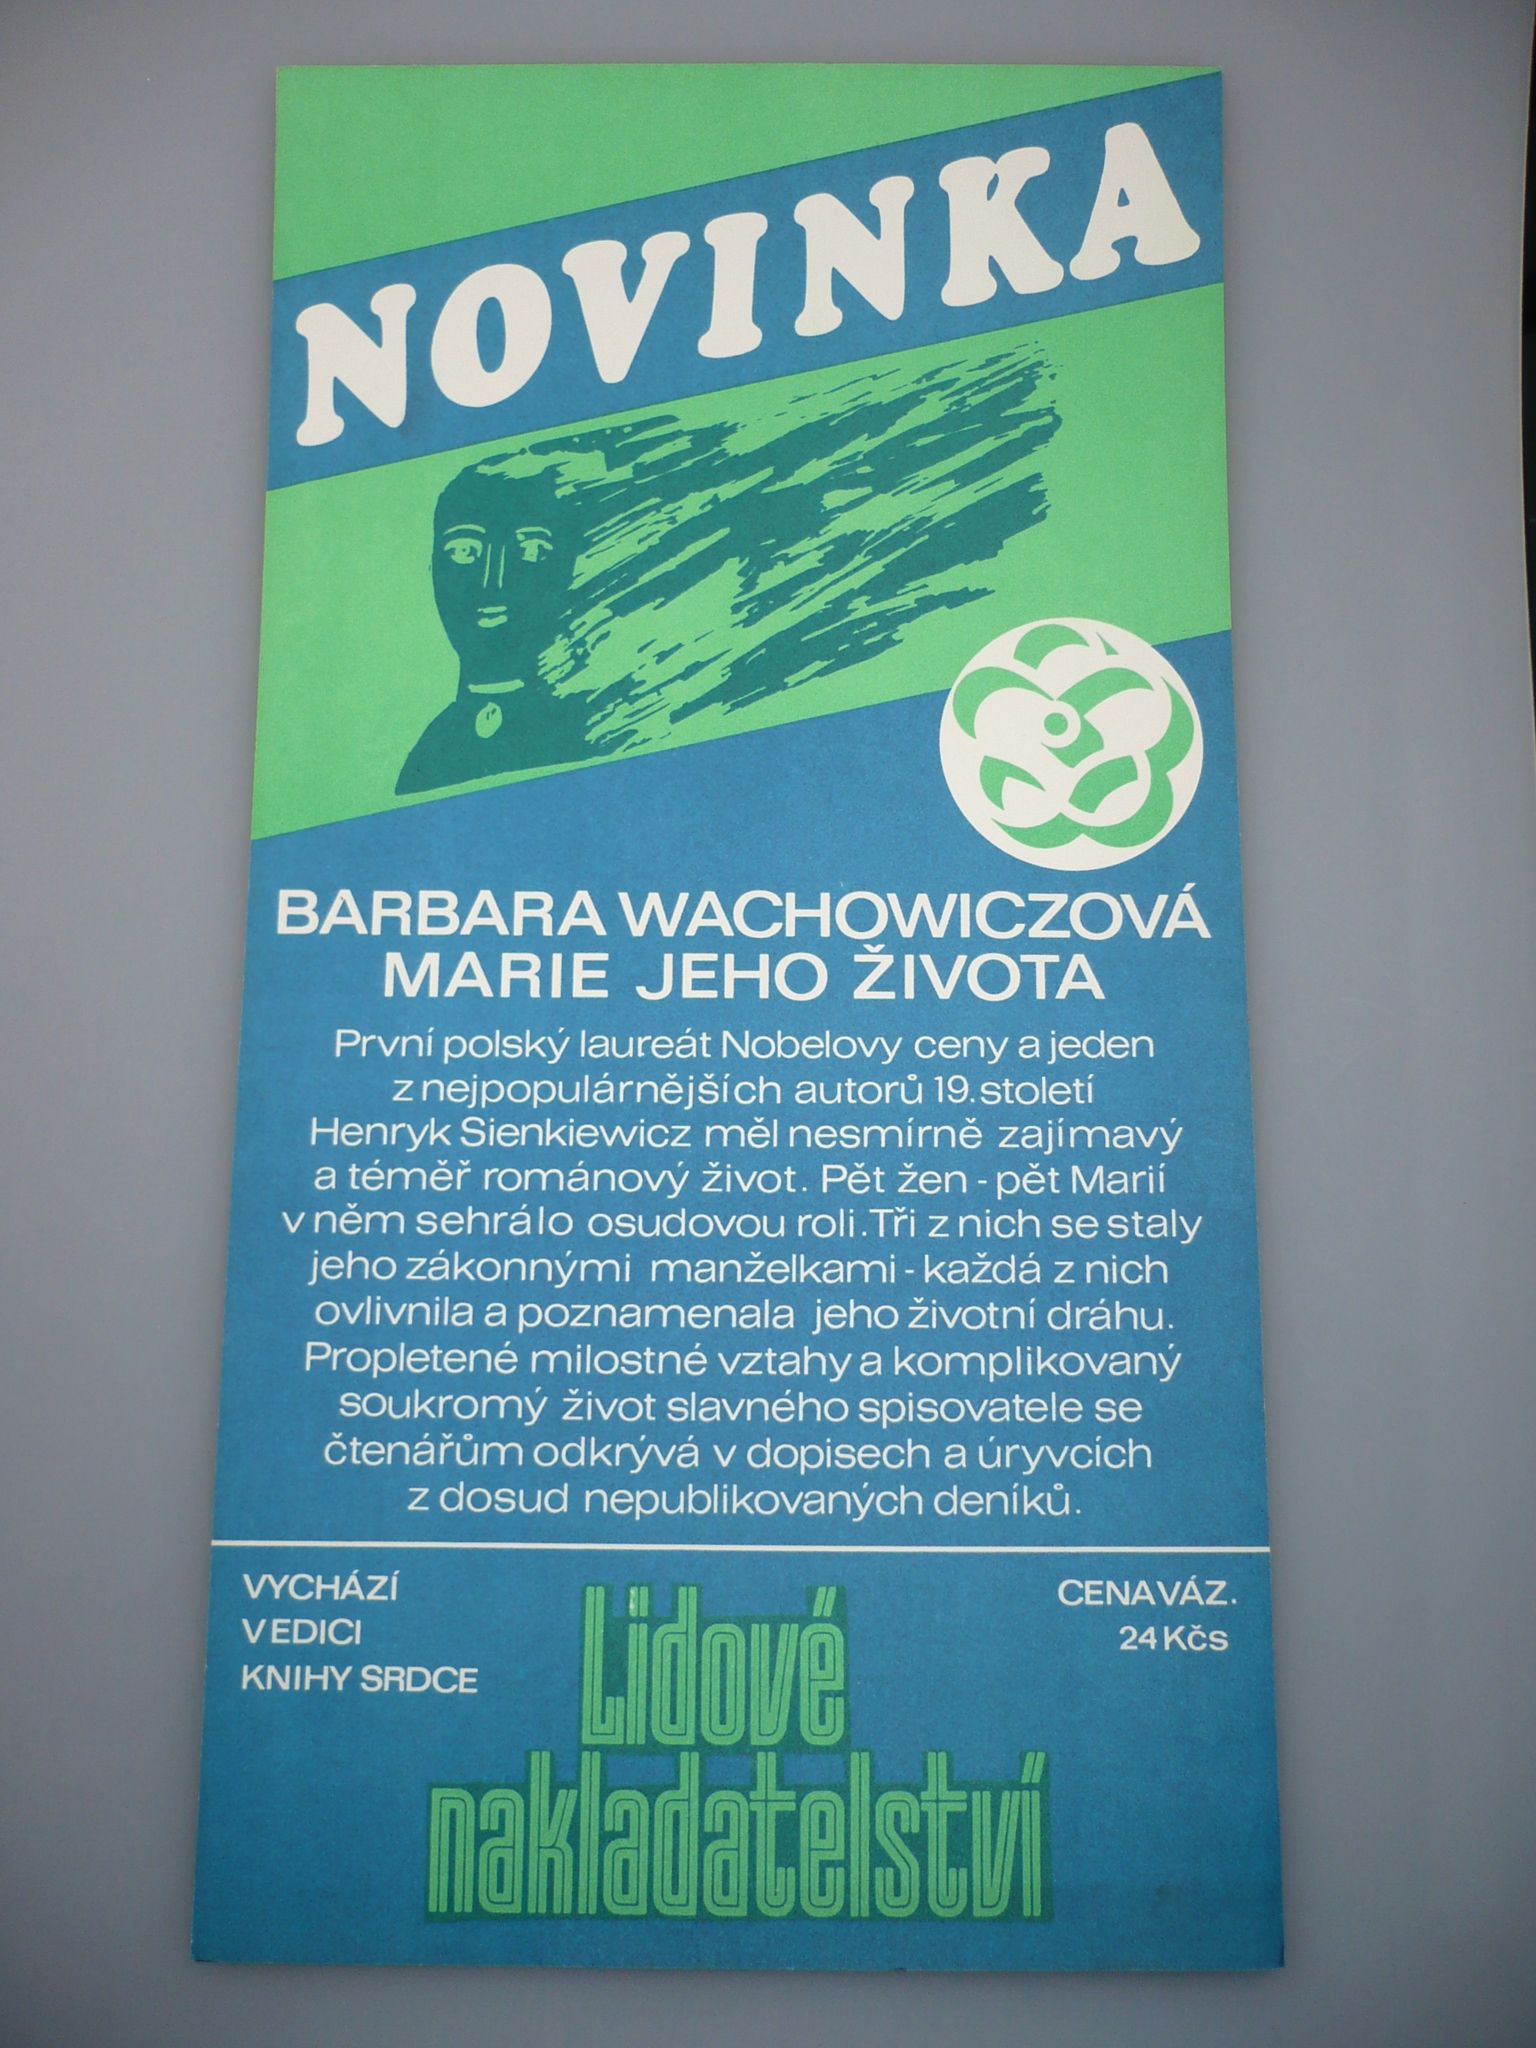 NOVINKA
BARBARA WACHOWICZOVÁ
MARIE JEHO ŽIVOTA
První polský laureát Nobelovy ceny a jeden
z nejpopulárnějších autorů 19. století
Henryk Sienkiewicz měl nesmírně zajímavý
a téměř románový život. Pět žen - pět Marií
v něm sehrálo osudovou roli. Tři z nich se staly
jeho zákonnými manželkami - každá z nich
ovlivnila a poznamenala jeho životní dráhu.
Propletené milostné vztahy a komplikovaný
soukromý život slavného spisovatele se
čtenářům odkrývá v dopisech a úryvcích
z dosud nepublikovaných deníků.
VYCHÁZÍ
V EDICI
KNIHY SRDCE
Lidové
nakladatelství
CENA VÁZ.
24 Kčs